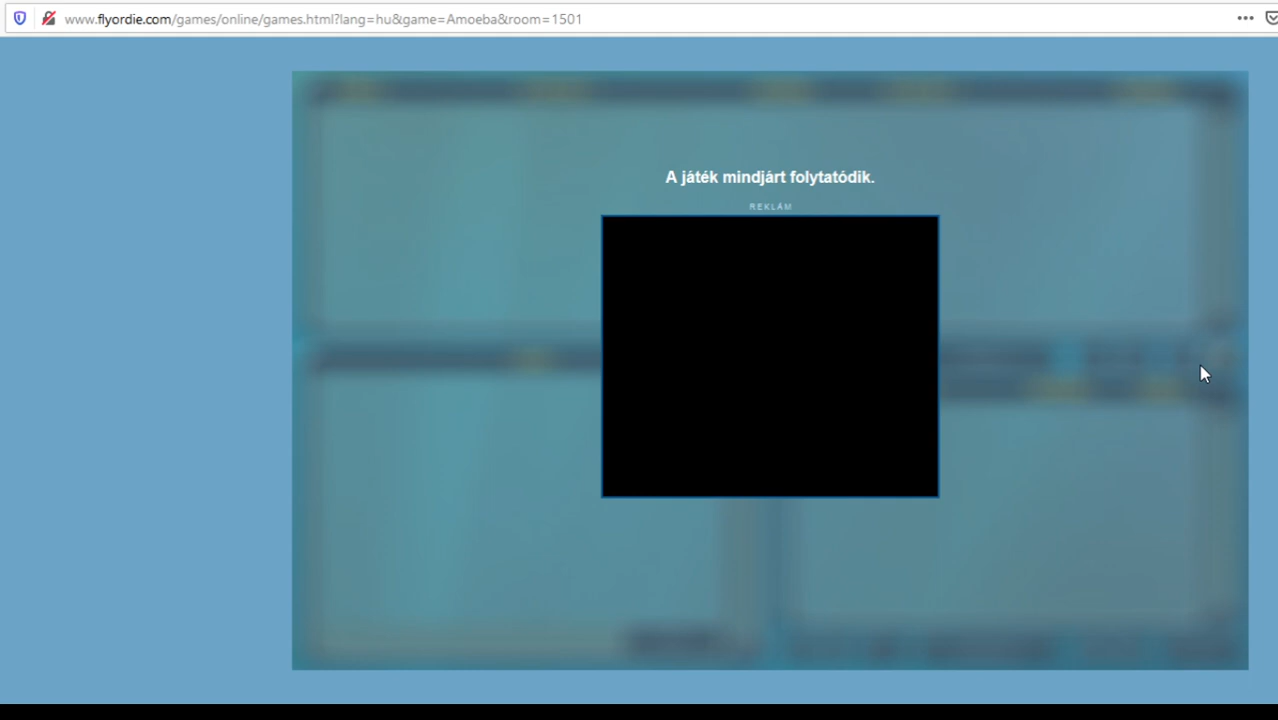 www.flyordie.com/games/online/games.html?lang=hu&game=Amoeba&room=1501
A játék mindjárt folytatódik.
REKLÁM